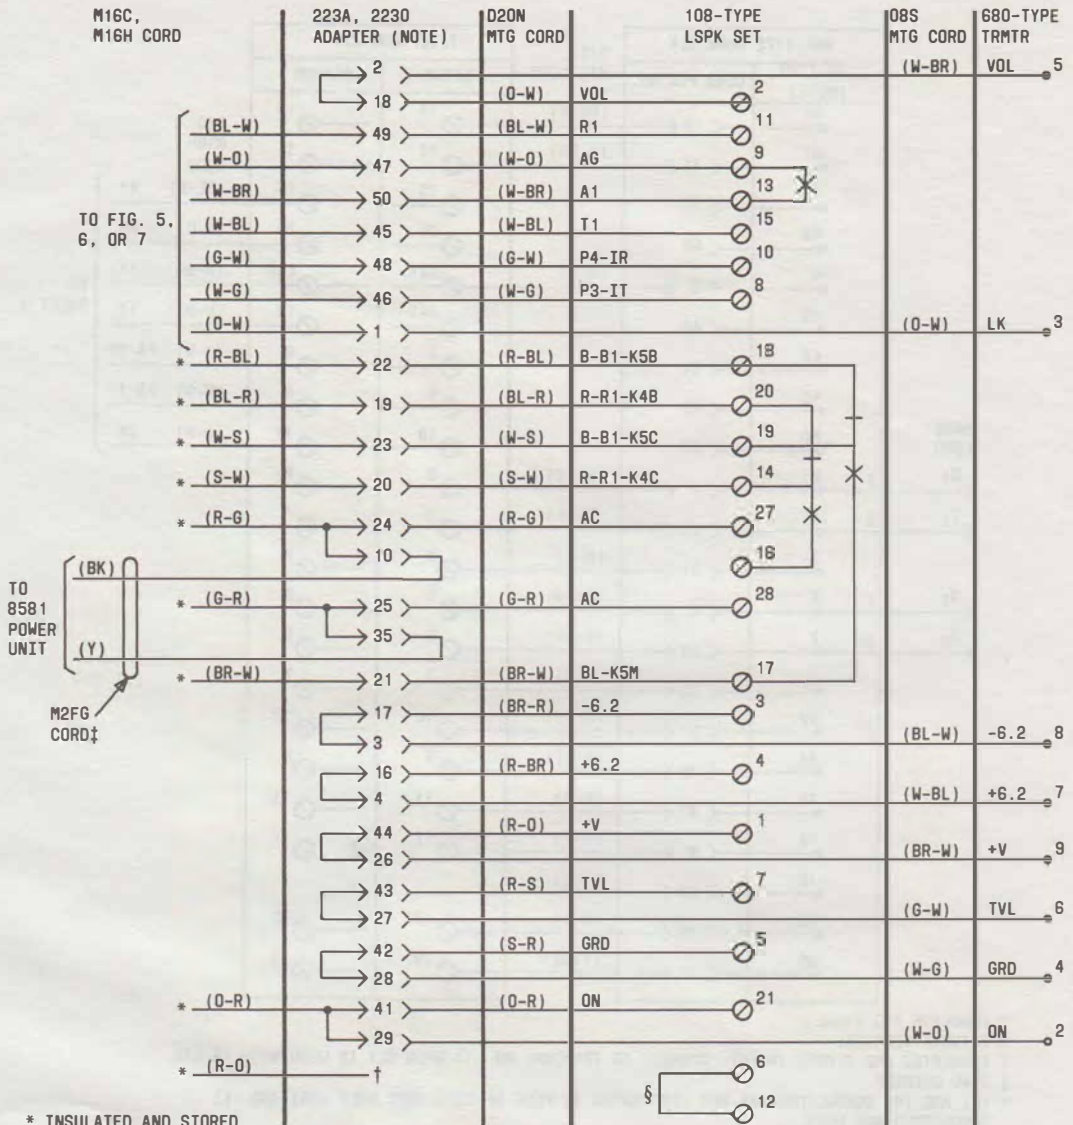 M16C, 223A, 2230 D20N 108-TYPE 08S 680-TYPE
M16H CORD ADAPTER (NOTE) MTG CORD LSPK SET MTG CORD TRMTR
2 (W-BR) VOL 5
18 (O-W) VOL 2
(BL-W) 49 (BL-W) R1 11
(W-O) 47 (W-O) AG 9
(W-BR) 50 (W-BR) A1 13
TO FIG. 5,
6, OR 7
(W-BL) 45 (W-BL) T1 15
(G-W) 48 (G-W) P4-IR 10
(W-G) 46 (W-G) P3-IT 8
(O-W) 1 (O-W) LK 3
* (R-BL) 22 (R-BL) B-B1-K5B 18
* (BL-R) 19 (BL-R) R-R1-K4B 20
* (W-S) 23 (W-S) B-B1-K5C 19
* (S-W) 20 (S-W) R-R1-K4C 14
* (R-G) 24 (R-G) AC 27
(BK) 10 16
TO
8581
POWER
UNIT
* (G-R) 25 (G-R) AC 28
(Y) 35
* (BR-W) 21 (BR-W) BL-K5M 17
M2FG
CORD‡
17 (BR-R) -6.2 3
3 (BL-W) -6.2 8
16 (R-BR) +6.2 4
4 (W-BL) +6.2 7
44 (R-O) +V 1
26 (BR-W) +V 9
43 (R-S) TVL 7
27 (G-W) TVL 6
42 (S-R) GRD 5
28 (W-G) GRD 4
* (O-R) 41 (O-R) ON 21
29 (W-O) ON 2
* (R-O) † 6
§ 12
* INSULATED AND STORED